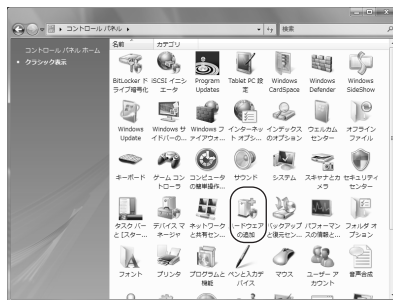 コントロール パネル
検索
コントロール パネル ホーム
クラシック表示
名前 カテゴリ
BitLocker ド
ライブ暗号化
iSCSI イニシ
エータ
Program
Updates
Tablet PC 設
定
Windows
CardSpace
Windows
Defender
Windows
SideShow
Windows
Update
Windows サ
イドバーの...
Windows フ
ァイアウォ...
インターネッ
ト オプシ...
インデックス
のオプション
ウェルカム
センター
オフライン
ファイル
キーボード
ゲーム コン
トローラ
コンピュータ
の簡単操作...
サウンド
システム
スキャナとカ
メラ
セキュリティ
センター
タスク バー
と [スター...
デバイス マ
ネージャ
ネットワーク
と共有セン...
ハードウェア
の追加
バックアップ
と復元セン...
パフォーマン
スの情報と...
フォルダ オ
プション
フォント
プリンタ
プログラムと
機能
ペンと入力デ
バイス
マウス
ユーザー ア
カウント
音声合成